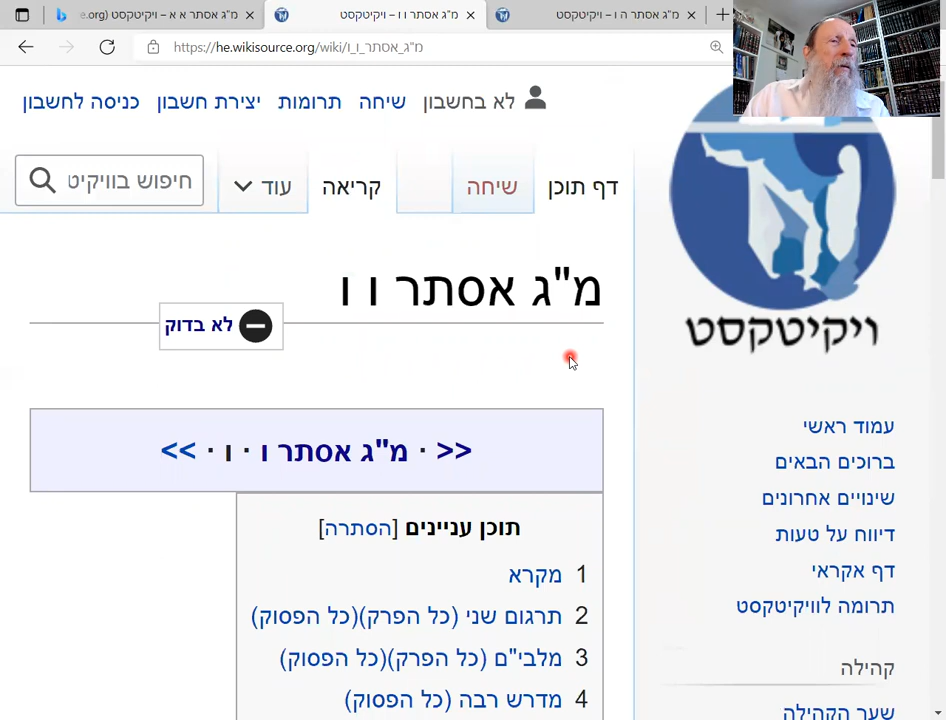 מ"ג אסתר א א – ויקיטקסט (e.org
מ"ג אסתר ו ו – ויקיטקסט
מ"ג אסתר ה ו – ויקיטקסט
https://he.wikisource.org/wiki/מ"ג_אסתר_ו_ו
לא בחשבון שיחה תרומות יצירת חשבון כניסה לחשבון
דף תוכן שיחה קריאה עוד
חיפוש בוויקיט
ויקיטקסט
מ"ג אסתר ו ו
לא בדוק
<< · מ"ג אסתר ו · ו · >>
תוכן עניינים [הסתרה]
1 מקרא
2 תרגום שני (כל הפרק)(כל הפסוק)
3 מלבי"ם (כל הפרק)(כל הפסוק)
4 מדרש רבה (כל הפסוק)
עמוד ראשי
ברוכים הבאים
שינויים אחרונים
דיווח על טעות
דף אקראי
תרומה לוויקיטקסט
קהילה
שער הקהילה